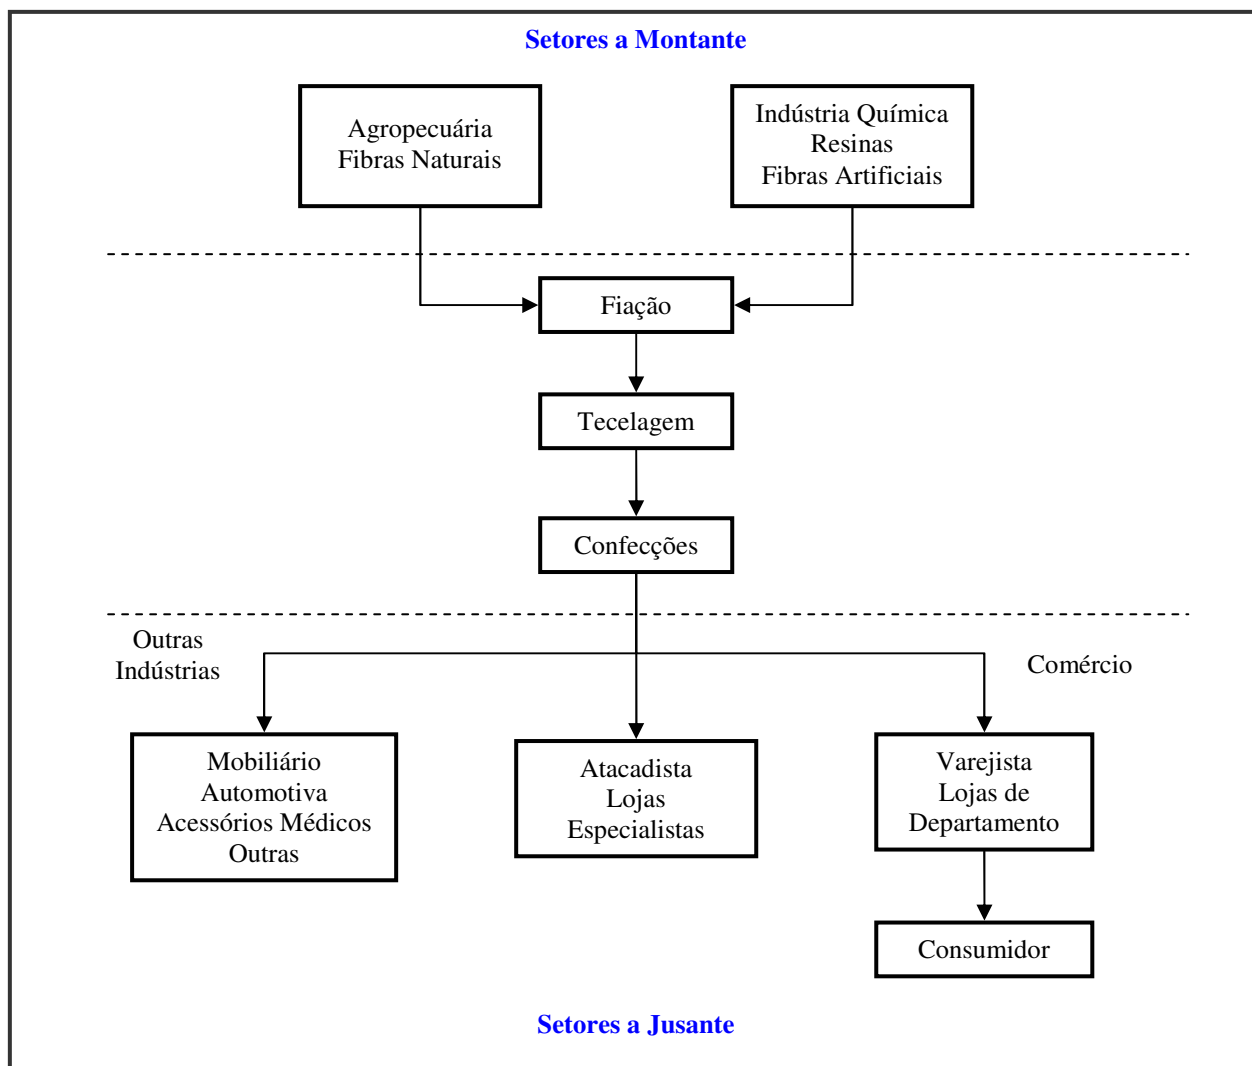 Setores a Montante
Agropecuária
Fibras Naturais
Indústria Química
Resinas
Fibras Artificiais
Fiação
Tecelagem
Confecções
Outras
Indústrias
Comércio
Mobiliário
Automotiva
Acessórios Médicos
Outras
Atacadista
Lojas
Especialistas
Varejista
Lojas de
Departamento
Consumidor
Setores a Jusante